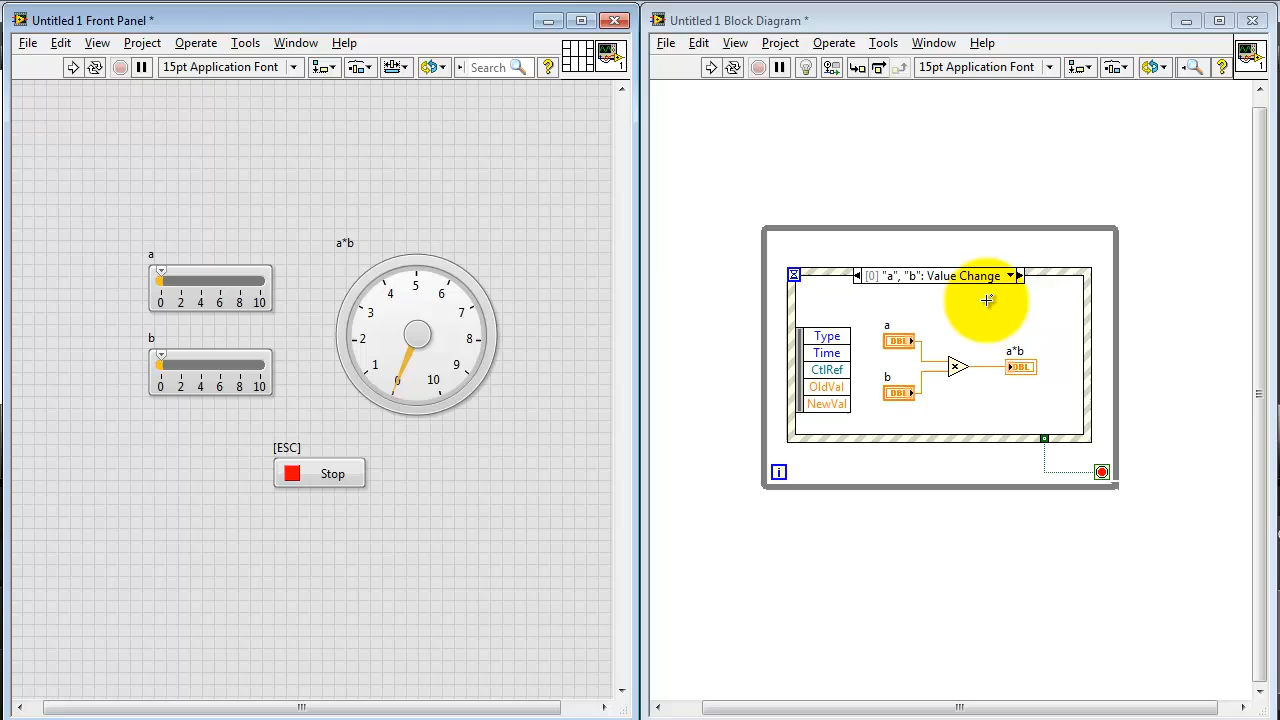 Untitled 1 Front Panel *
File Edit View Project Operate Tools Window Help
15pt Application Font
Search
?
1
a
0 2 4 6 8 10
b
0 2 4 6 8 10
a*b
0 1 2 3 4 5 6 7 8 9 10
[ESC]
Stop
Untitled 1 Block Diagram *
File Edit View Project Operate Tools Window Help
15pt Application Font
?
1
[0] "a", "b": Value Change
Type
Time
CtlRef
OldVal
NewVal
a
DBL
b
DBL
×
a*b
DBL
i